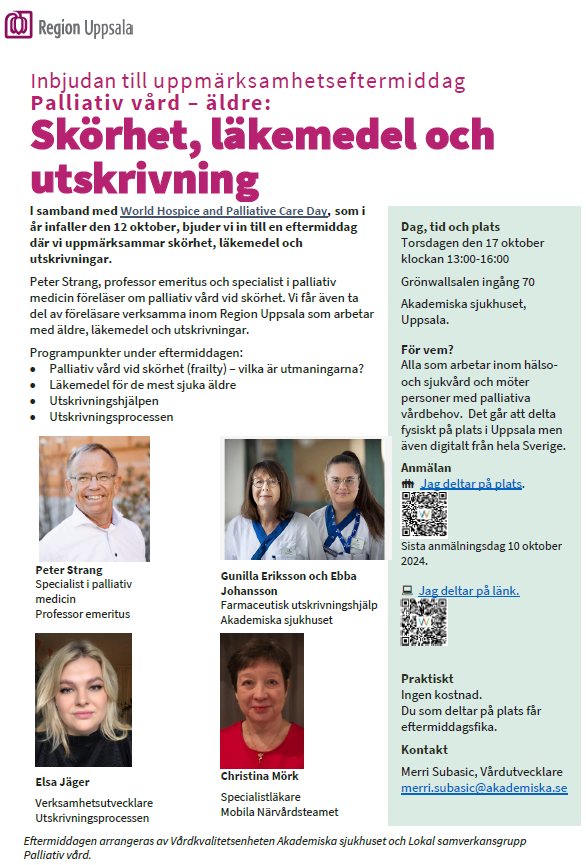 Region Uppsala
Inbjudan till uppmärksamhetseftermiddag
Palliativ vård – äldre:
Skörhet, läkemedel och
utskrivning
I samband med World Hospice and Palliative Care Day, som i
år infaller den 12 oktober, bjuder vi in till en eftermiddag
där vi uppmärksammar skörhet, läkemedel och
utskrivningar.
Peter Strang, professor emeritus och specialist i palliativ
medicin föreläser om palliativ vård vid skörhet. Vi får även ta
del av föreläsare verksamma inom Region Uppsala som arbetar
med äldre, läkemedel och utskrivningar.
Programpunkter under eftermiddagen:
• Palliativ vård vid skörhet (frailty) – vilka är utmaningarna?
• Läkemedel för de mest sjuka äldre
• Utskrivningshjälpen
• Utskrivningsprocessen
Peter Strang
Specialist i palliativ
medicin
Professor emeritus
Gunilla Eriksson och Ebba
Johansson
Farmaceutisk utskrivningshjälp
Akademiska sjukhuset
Elsa Jäger
Verksamhetsutvecklare
Utskrivningsprocessen
Christina Mörk
Specialistläkare
Mobila Närvårdsteamet
Dag, tid och plats
Torsdagen den 17 oktober
klockan 13:00-16:00
Grönwallsalen ingång 70
Akademiska sjukhuset,
Uppsala.
För vem?
Alla som arbetar inom hälso-
och sjukvård och möter
personer med palliativa
vårdbehov. Det går att delta
fysiskt på plats i Uppsala men
även digitalt från hela Sverige.
Anmälan
Jag deltar på plats.
Sista anmälningsdag 10 oktober
2024.
Jag deltar på länk.
Praktiskt
Ingen kostnad.
Du som deltar på plats får
eftermiddagsfika.
Kontakt
Merri Subasic, Vårdutvecklare
merri.subasic@akademiska.se
Eftermiddagen arrangeras av Vårdkvalitetsenheten Akademiska sjukhuset och Lokal samverkansgrupp
Palliativ vård.